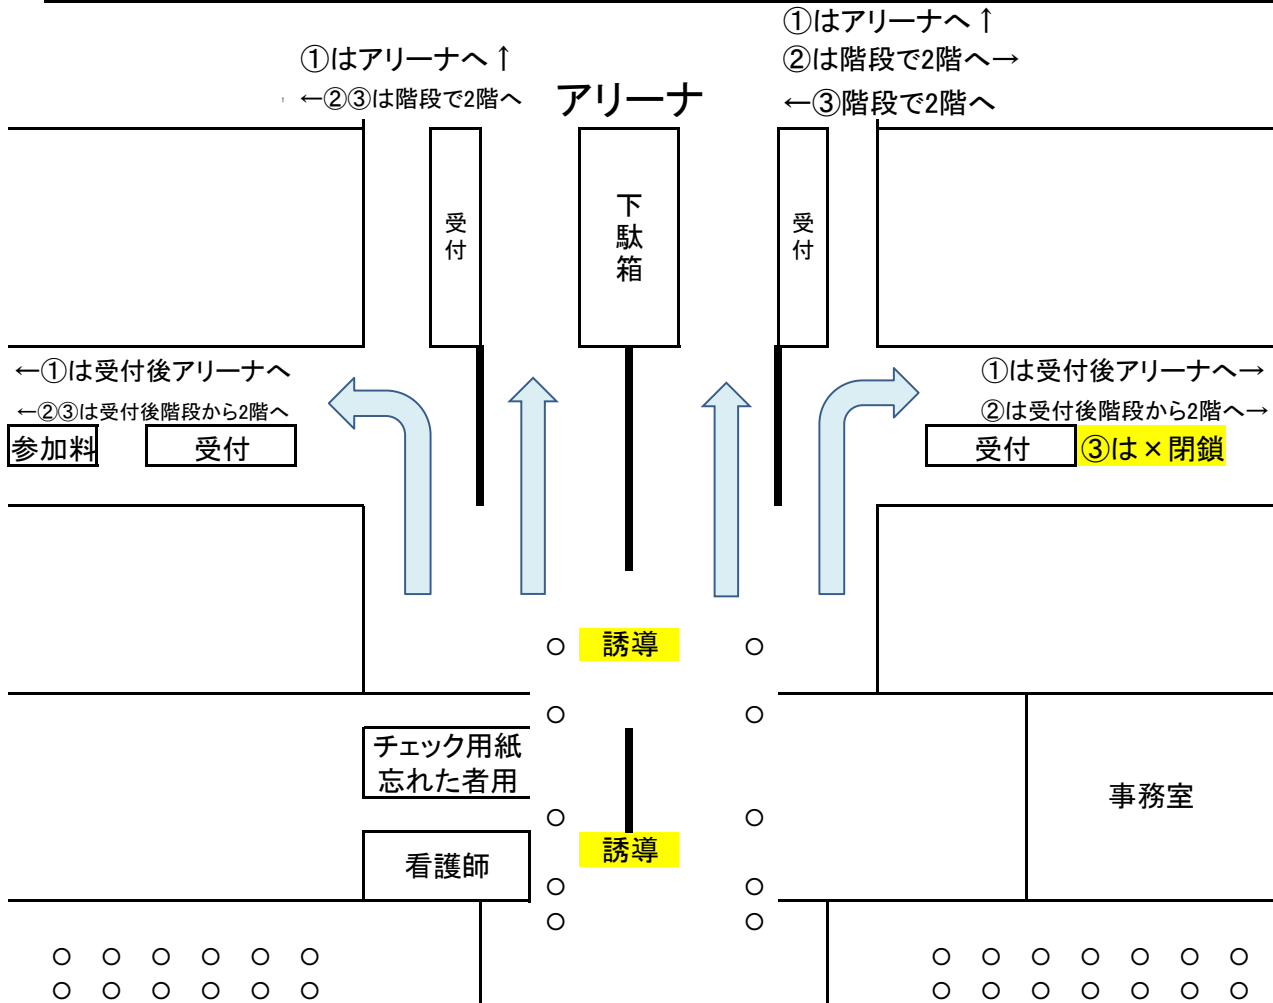 ①はアリーナへ↑
②は階段で2階へ→
←③階段で2階へ
①はアリーナへ↑
←②③は階段で2階へ
アリーナ
受付
下駄箱
受付
←①は受付後アリーナへ
←②③は受付後階段から2階へ
参加料
受付
①は受付後アリーナへ→
②は受付後階段から2階へ→
受付
③は×閉鎖
○ 誘導 ○
○ ○
チェック用紙
忘れた者用
事務室
○ ○
誘導
看護師
○ ○
○ ○
○ ○ ○ ○ ○ ○ ○ ○ ○ ○ ○ ○ ○
○ ○ ○ ○ ○ ○ ○ ○ ○ ○ ○ ○ ○